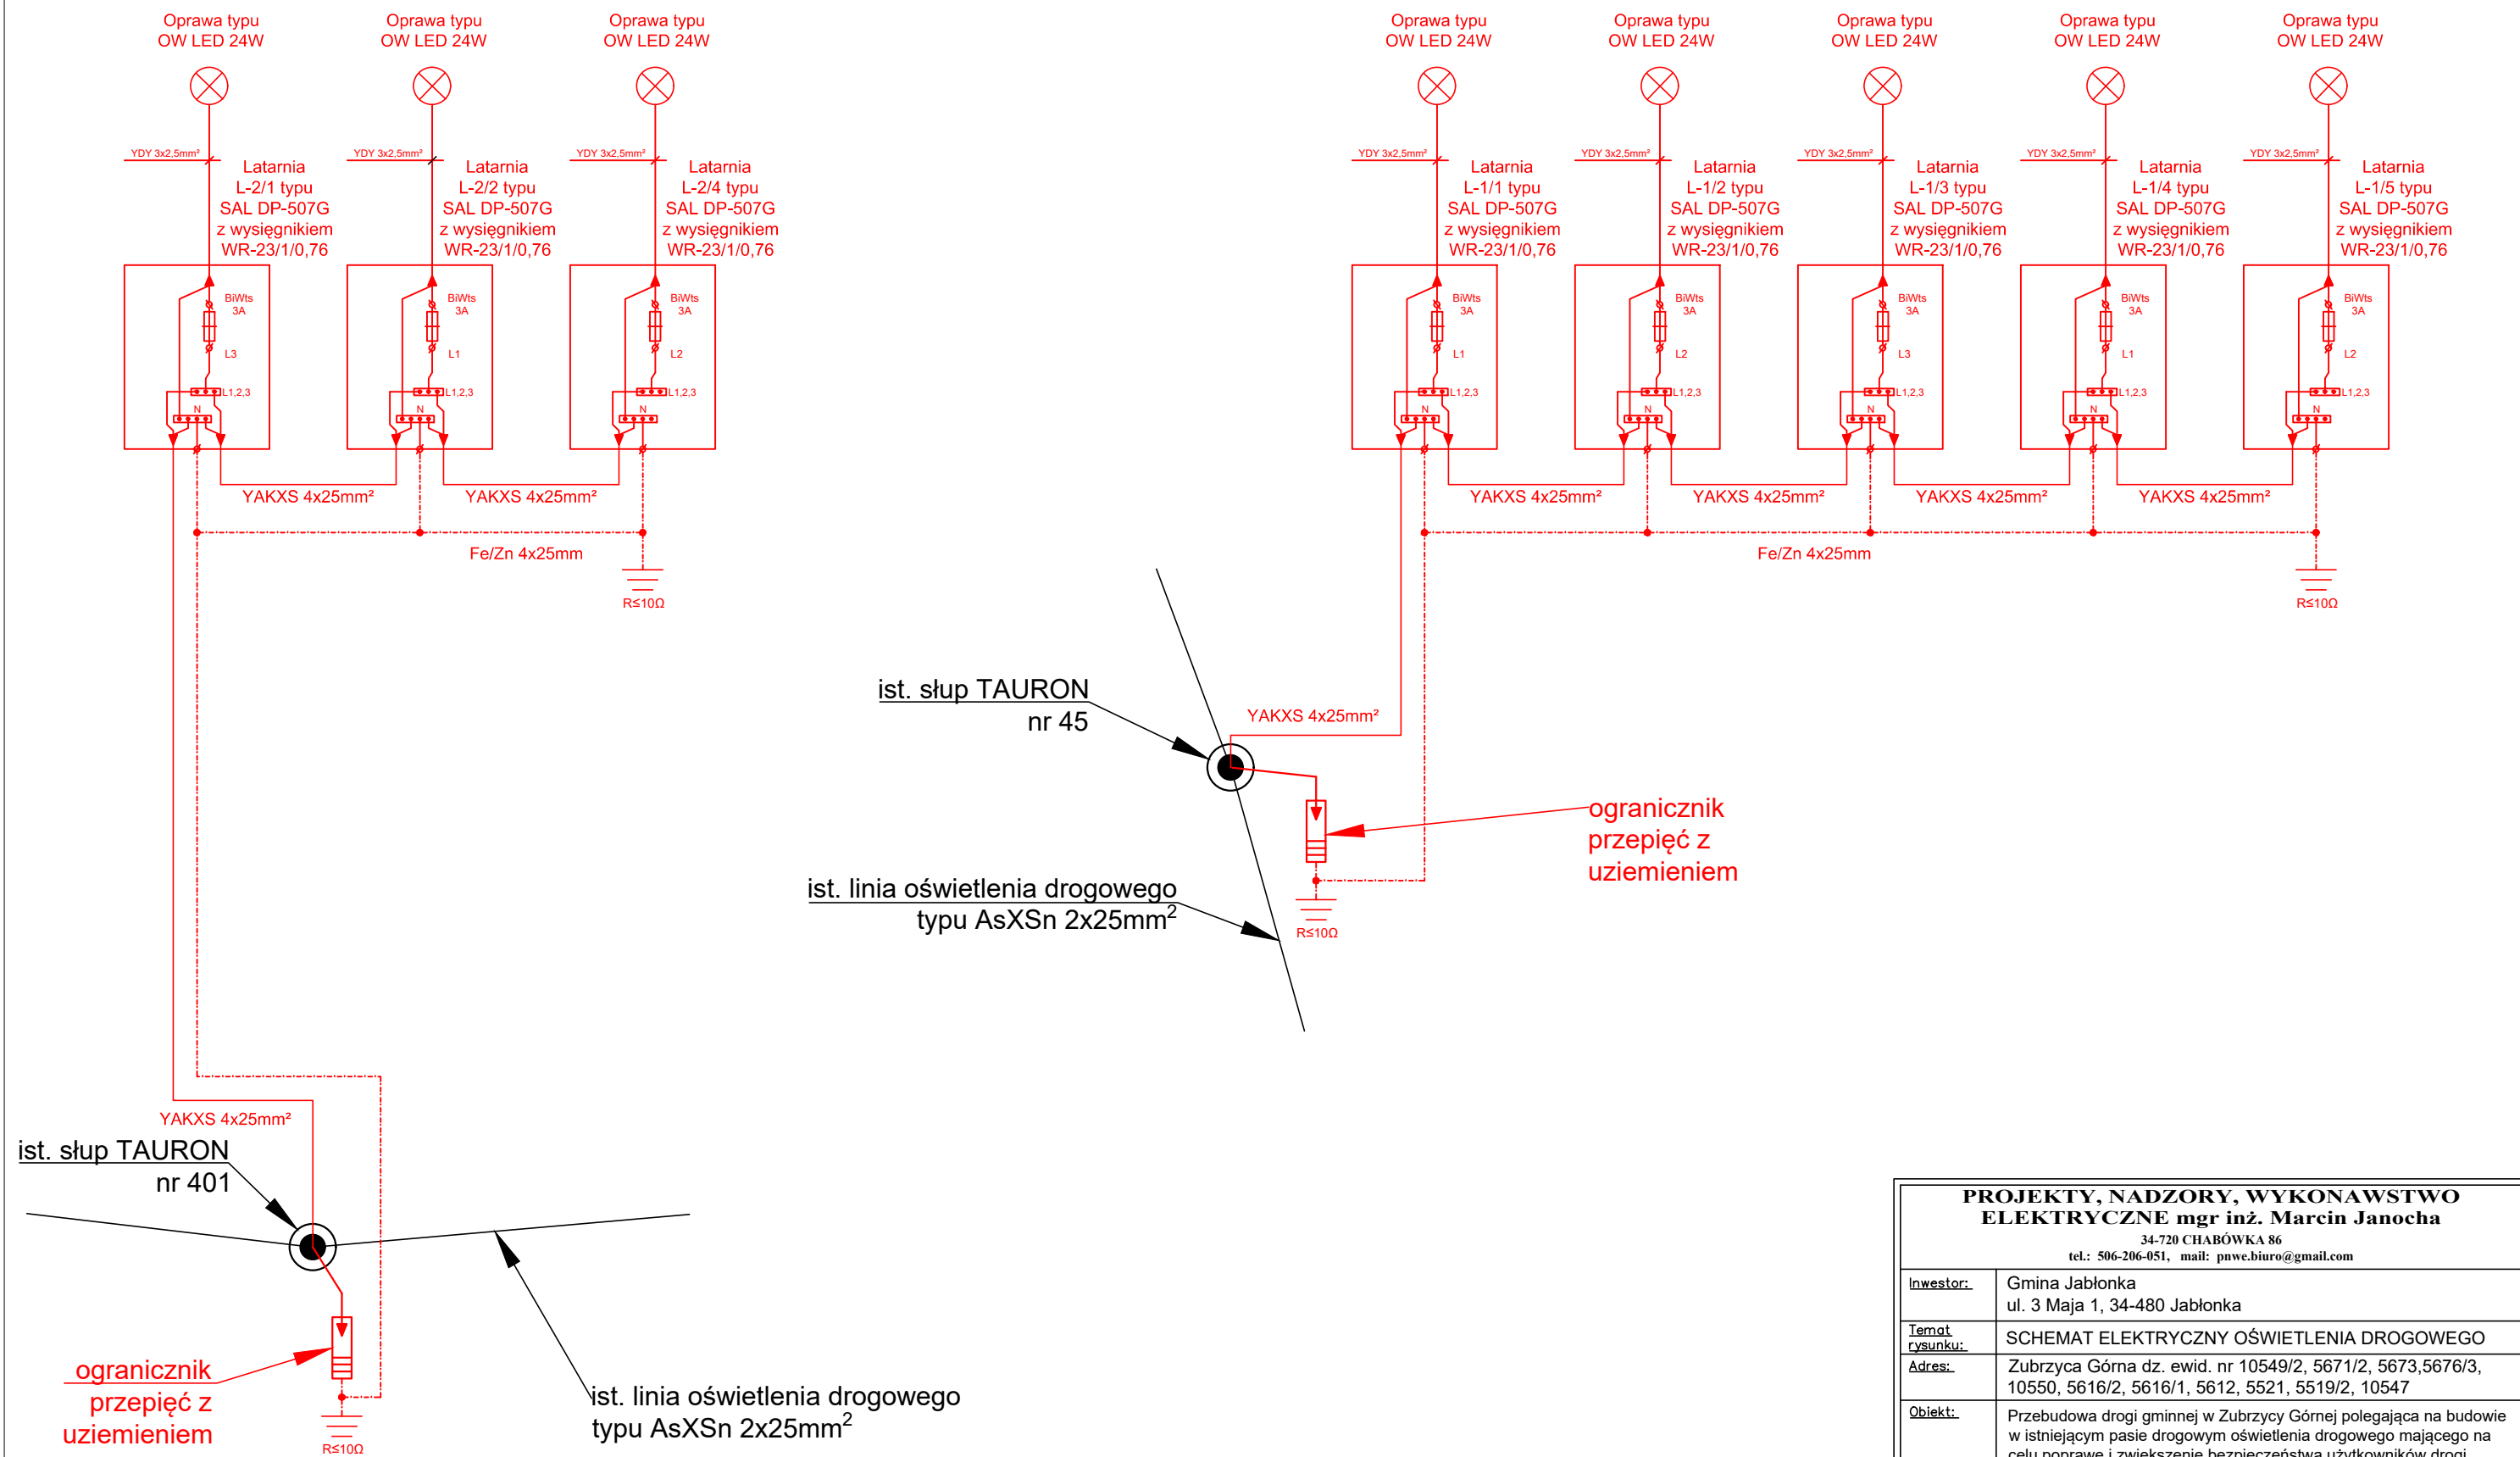 Oprawa typu
OW LED 24W
Oprawa typu
OW LED 24W
Oprawa typu
OW LED 24W
Oprawa typu
OW LED 24W
Oprawa typu
OW LED 24W
Oprawa typu
OW LED 24W
Oprawa typu
OW LED 24W
Oprawa typu
OW LED 24W
YDY 3x2,5mm²
Latarnia
L-2/1 typu
SAL DP-507G
z wysięgnikiem
WR-23/1/0,76
YDY 3x2,5mm²
Latarnia
L-2/2 typu
SAL DP-507G
z wysięgnikiem
WR-23/1/0,76
YDY 3x2,5mm²
Latarnia
L-2/4 typu
SAL DP-507G
z wysięgnikiem
WR-23/1/0,76
YDY 3x2,5mm²
Latarnia
L-1/1 typu
SAL DP-507G
z wysięgnikiem
WR-23/1/0,76
YDY 3x2,5mm²
Latarnia
L-1/2 typu
SAL DP-507G
z wysięgnikiem
WR-23/1/0,76
YDY 3x2,5mm²
Latarnia
L-1/3 typu
SAL DP-507G
z wysięgnikiem
WR-23/1/0,76
YDY 3x2,5mm²
Latarnia
L-1/4 typu
SAL DP-507G
z wysięgnikiem
WR-23/1/0,76
YDY 3x2,5mm²
Latarnia
L-1/5 typu
SAL DP-507G
z wysięgnikiem
WR-23/1/0,76
BiWts
3A
L3
L1,2,3
N
BiWts
3A
L1
L1,2,3
N
BiWts
3A
L2
L1,2,3
N
BiWts
3A
L1
L1,2,3
N
BiWts
3A
L2
L1,2,3
N
BiWts
3A
L3
L1,2,3
N
BiWts
3A
L1
L1,2,3
N
BiWts
3A
L2
L1,2,3
N
YAKXS 4x25mm²
YAKXS 4x25mm²
YAKXS 4x25mm²
YAKXS 4x25mm²
YAKXS 4x25mm²
YAKXS 4x25mm²
Fe/Zn 4x25mm
R≤10Ω
Fe/Zn 4x25mm
R≤10Ω
ist. słup TAURON
nr 45
YAKXS 4x25mm²
ogranicznik
przepięć z
uziemieniem
ist. linia oświetlenia drogowego
typu AsXSn 2x25mm²
R≤10Ω
YAKXS 4x25mm²
ist. słup TAURON
nr 401
ogranicznik
przepięć z
uziemieniem
R≤10Ω
ist. linia oświetlenia drogowego
typu AsXSn 2x25mm²
PROJEKTY, NADZORY, WYKONAWSTWO
ELEKTRYCZNE mgr inż. Marcin Janocha
34-720 CHABÓWKA 86
tel.: 506-206-051, mail: pnwe.biuro@gmail.com
Inwestor:
Gmina Jabłonka
ul. 3 Maja 1, 34-480 Jabłonka
Temat
rysunku:
SCHEMAT ELEKTRYCZNY OŚWIETLENIA DROGOWEGO
Adres:
Zubrzyca Górna dz. ewid. nr 10549/2, 5671/2, 5673,5676/3,
10550, 5616/2, 5616/1, 5612, 5521, 5519/2, 10547
Obiekt:
Przebudowa drogi gminnej w Zubrzycy Górnej polegająca na budowie
w istniejącym pasie drogowym oświetlenia drogowego mającego na
celu poprawę i zwiększenie bezpieczeństwa użytkowników drogi